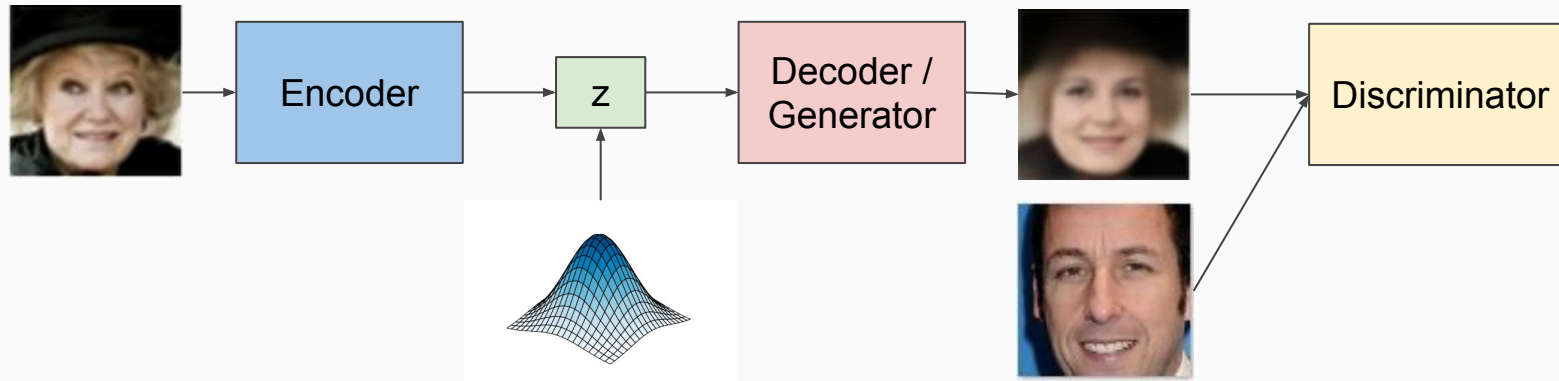 Encoder
z
Decoder /
Generator
Discriminator